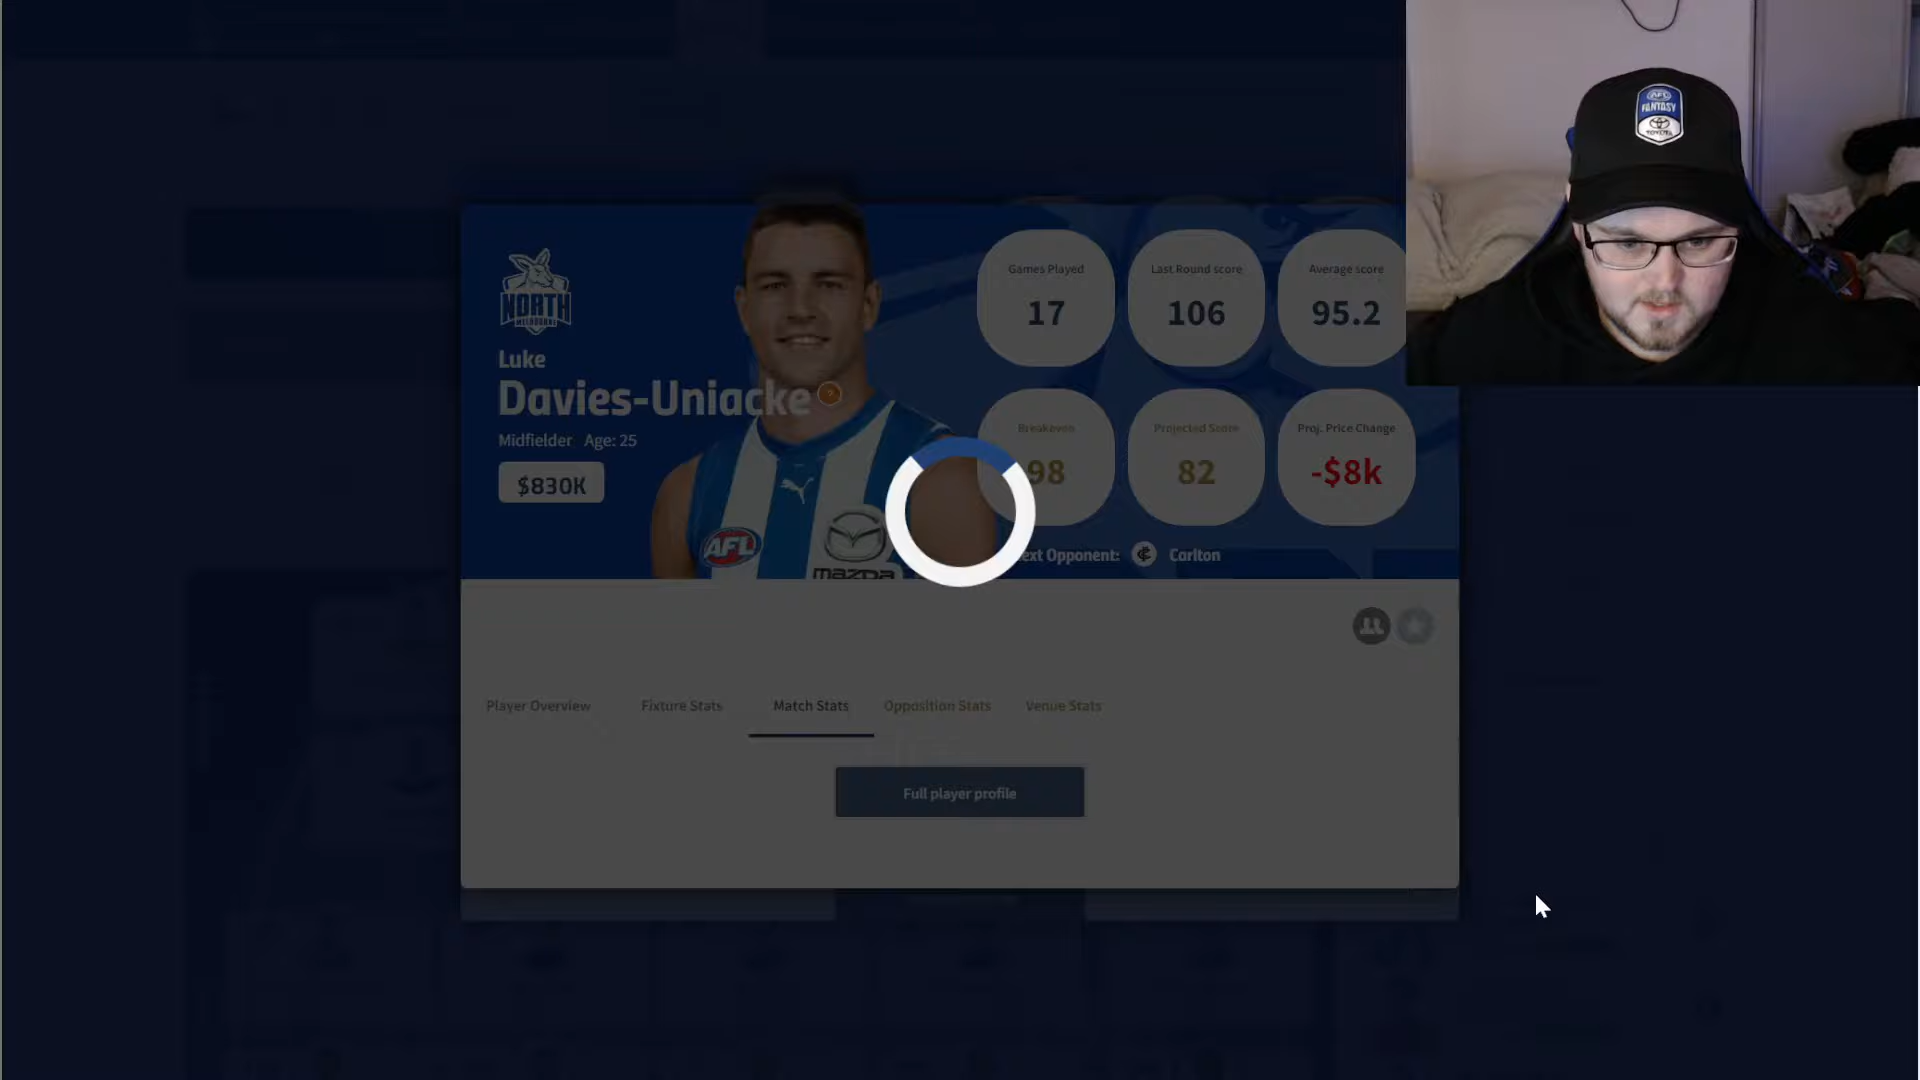 AFL
FANTASY
TOYOTA
NORTH
MELBOURNE
Luke
Davies-Uniacke ?
Midfielder Age: 25
$830K
AFL
mazda
Games Played
17
Last Round score
106
Average score
95.2
Breakeven
98
Projected Score
82
Proj. Price Change
-$8k
ext Opponent: Carlton
Player Overview Fixture Stats Match Stats Opposition Stats Venue Stats
Full player profile